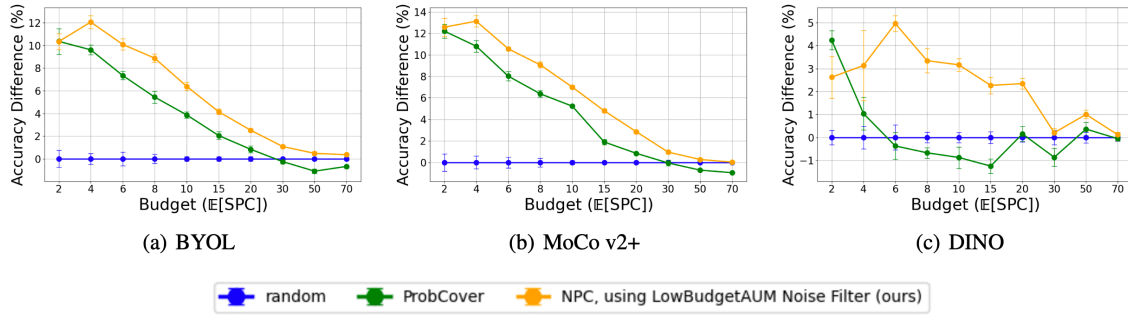 Accuracy Difference (%)
12
10
8
6
4
2
0
2 4 6 8 10 15 20 30 50 70
Budget (𝔼[SPC])
(a) BYOL
Accuracy Difference (%)
14
12
10
8
6
4
2
0
2 4 6 8 10 15 20 30 50 70
Budget (𝔼[SPC])
(b) MoCo v2+
Accuracy Difference (%)
5
4
3
2
1
0
−1
2 4 6 8 10 15 20 30 50 70
Budget (𝔼[SPC])
(c) DINO
random ProbCover NPC, using LowBudgetAUM Noise Filter (ours)